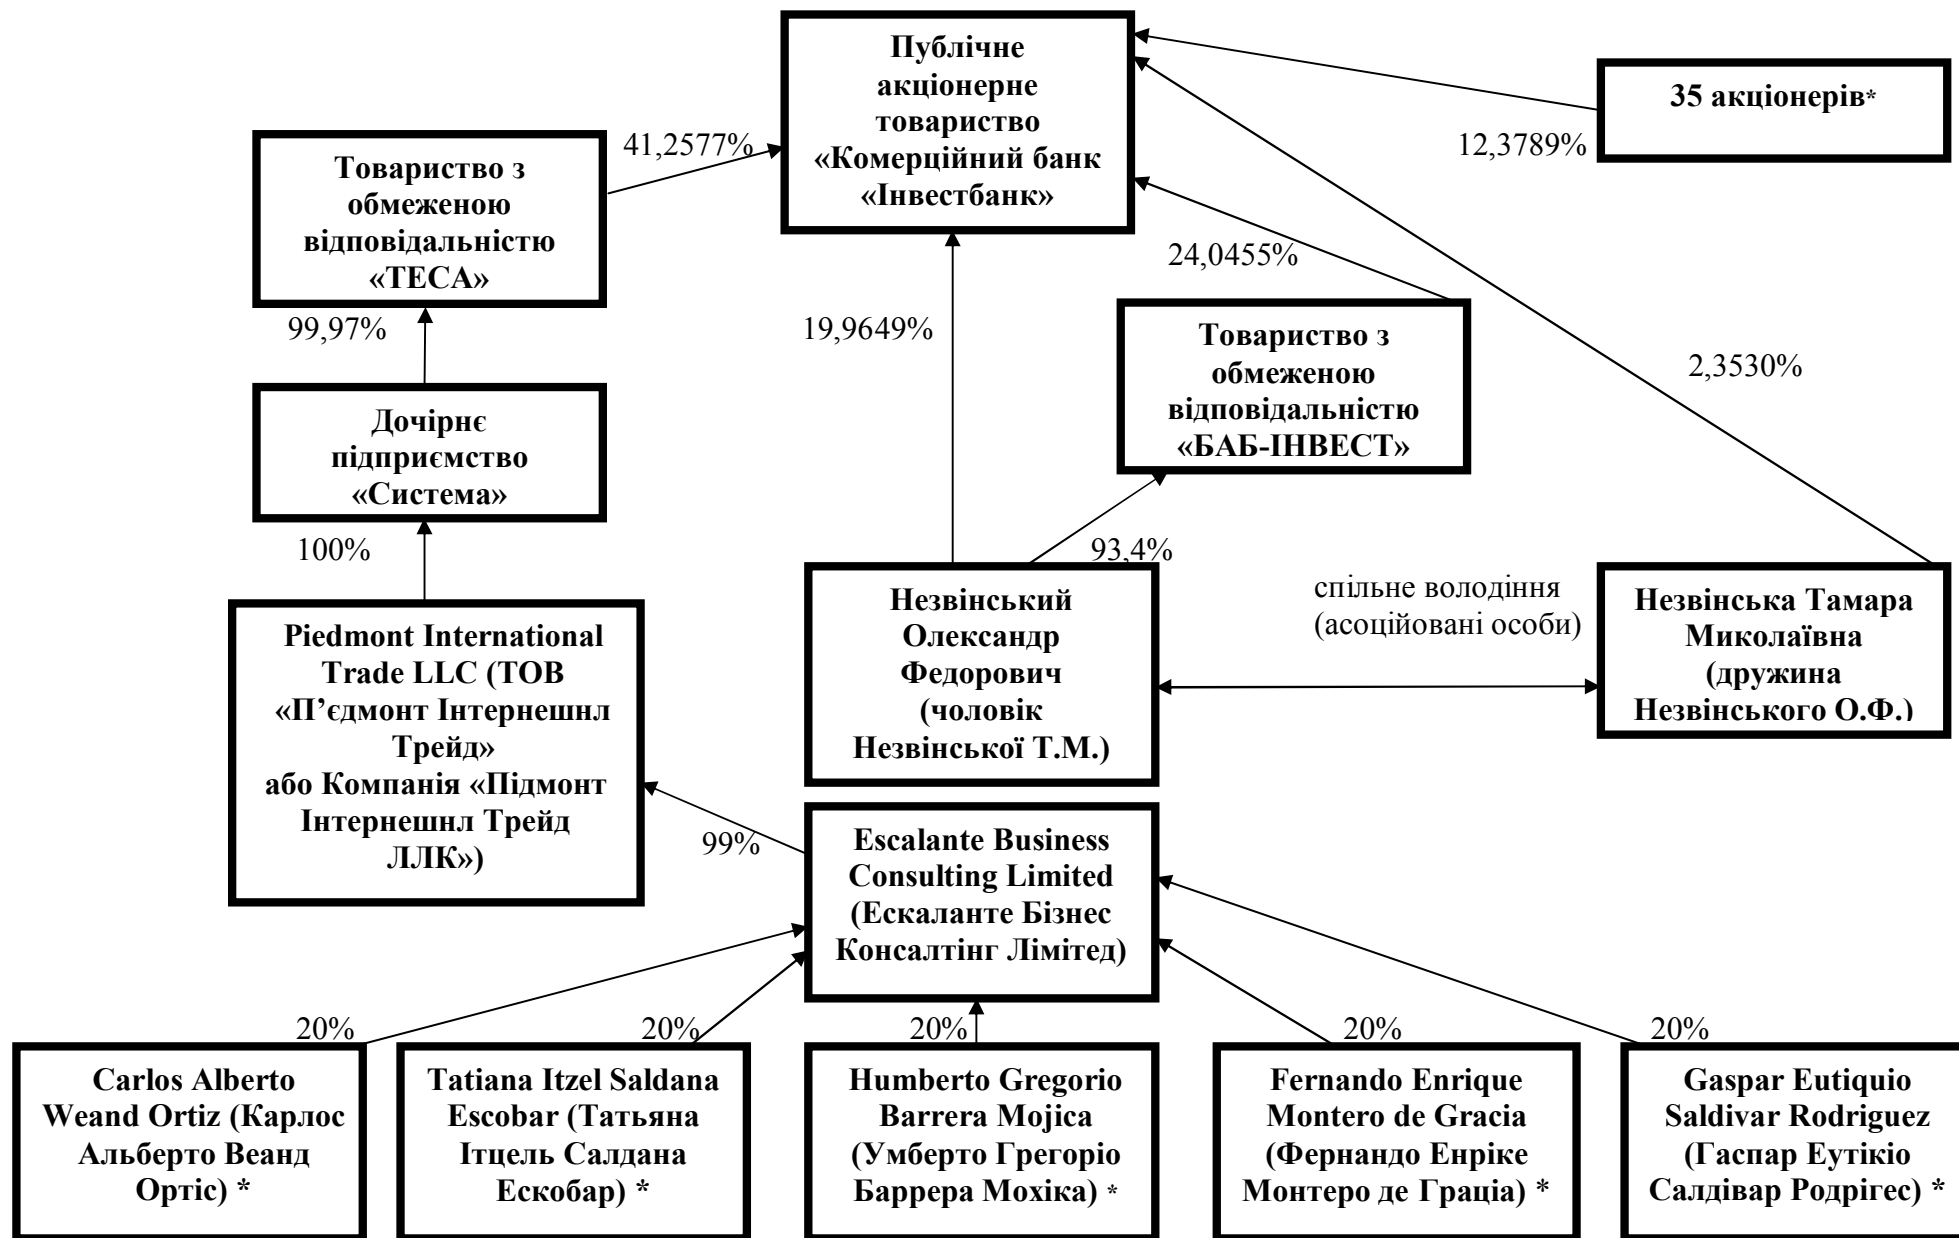 Публічне
акціонерне
товариство
«Комерційний банк
«Інвестбанк»
35 акціонерів*
12,3789%
41,2577%
Товариство з
обмеженою
відповідальністю
«ТЕСА»
24,0455%
99,97%
19,9649%
Товариство з
обмеженою
відповідальністю
«БАБ-ІНВЕСТ»
2,3530%
Дочірнє
підприємство
«Система»
100%
93,4%
Piedmont International
Trade LLC (ТОВ
«П’єдмонт Інтернешнл
Трейд»
або Компанія «Підмонт
Інтернешнл Трейд
ЛЛК»)
Незвінський
Олександр
Федорович
(чоловік
Незвінської Т.М.)
спільне володіння
(асоційовані особи)
Незвінська Тамара
Миколаївна
(дружина
Незвінського О.Ф.)
99%
Escalante Business
Consulting Limited
(Ескаланте Бізнес
Консалтінг Лімітед)
20%
20%
20%
20%
20%
Carlos Alberto
Weand Ortiz (Карлос
Альберто Веанд
Ортіс) *
Tatiana Itzel Saldana
Escobar (Татьяна
Ітцель Салдана
Ескобар) *
Humberto Gregorio
Barrera Mojica
(Умберто Грегоріо
Баррера Мохіка) *
Fernando Enrique
Montero de Gracia
(Фернандо Енріке
Монтеро де Граціа) *
Gaspar Eutiquio
Saldivar Rodriguez
(Гаспар Еутікіо
Салдівар Родрігес) *